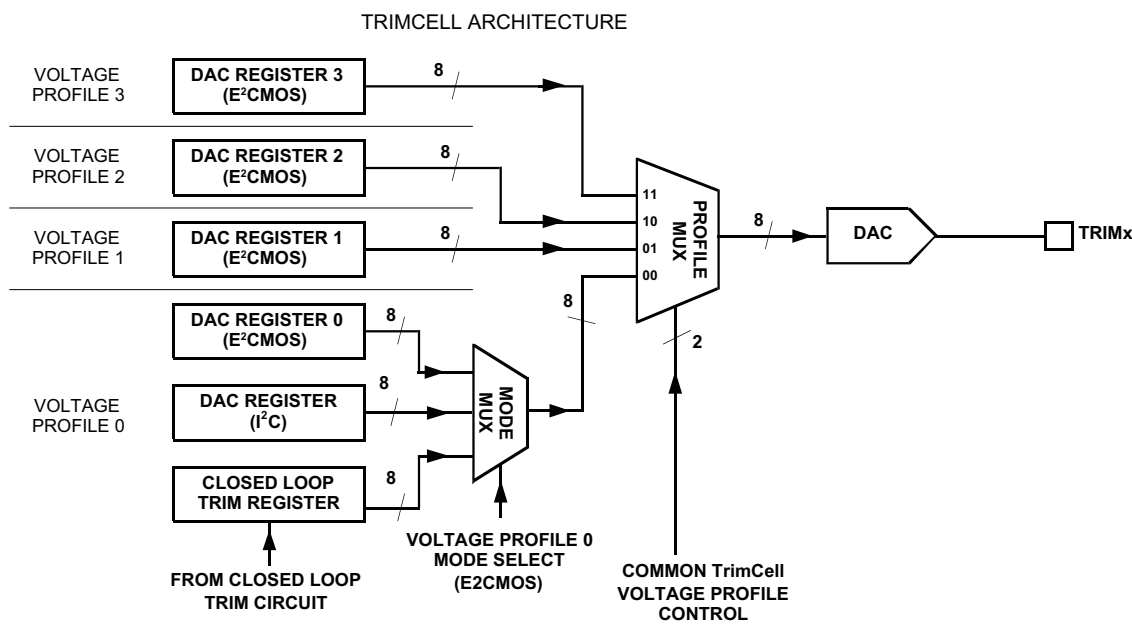 TRIMCELL ARCHITECTURE
VOLTAGE
PROFILE 3
DAC REGISTER 3
(E²CMOS)
8
VOLTAGE
PROFILE 2
DAC REGISTER 2
(E²CMOS)
8
VOLTAGE
PROFILE 1
DAC REGISTER 1
(E²CMOS)
8
VOLTAGE
PROFILE 0
DAC REGISTER 0
(E²CMOS)
8
DAC REGISTER
(I²C)
8
CLOSED LOOP
TRIM REGISTER
8
FROM CLOSED LOOP
TRIM CIRCUIT
MODE
MUX
VOLTAGE PROFILE 0
MODE SELECT
(E2CMOS)
8
11
10
01
00
PROFILE
MUX
2
COMMON TrimCell
VOLTAGE PROFILE
CONTROL
8
DAC
TRIMx